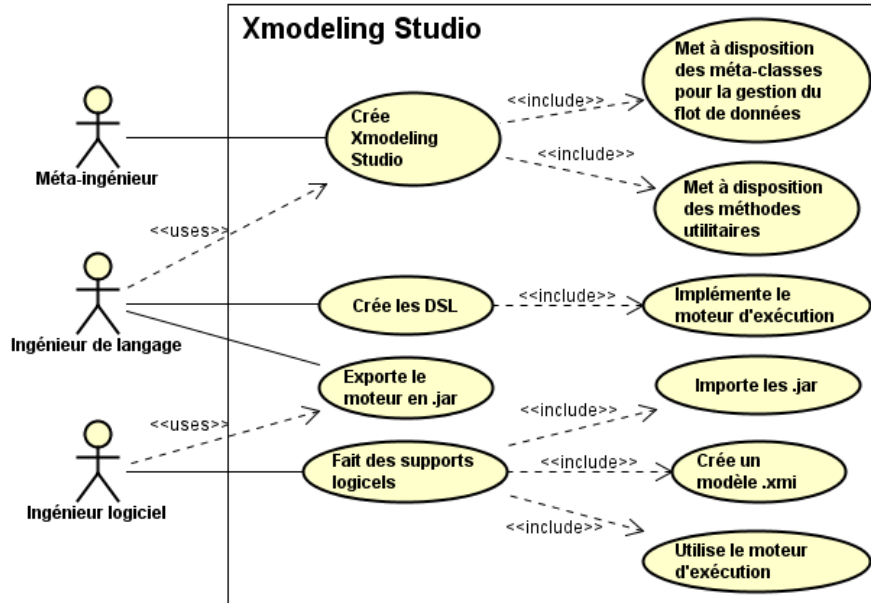 Xmodeling Studio
Méta-ingénieur
Crée
Xmodeling
Studio
<<include>>
Met à disposition
des méta-classes
pour la gestion du
flot de données
<<include>>
Met à disposition
des méthodes
utilitaires
<<uses>>
Ingénieur de langage
Crée les DSL
<<include>>
Implémente le
moteur d'exécution
Exporte le
moteur en .jar
<<uses>>
Ingénieur logiciel
Fait des supports
logicels
<<include>>
Importe les .jar
<<include>>
Crée un
modèle .xmi
<<include>>
Utilise le moteur
d'exécution